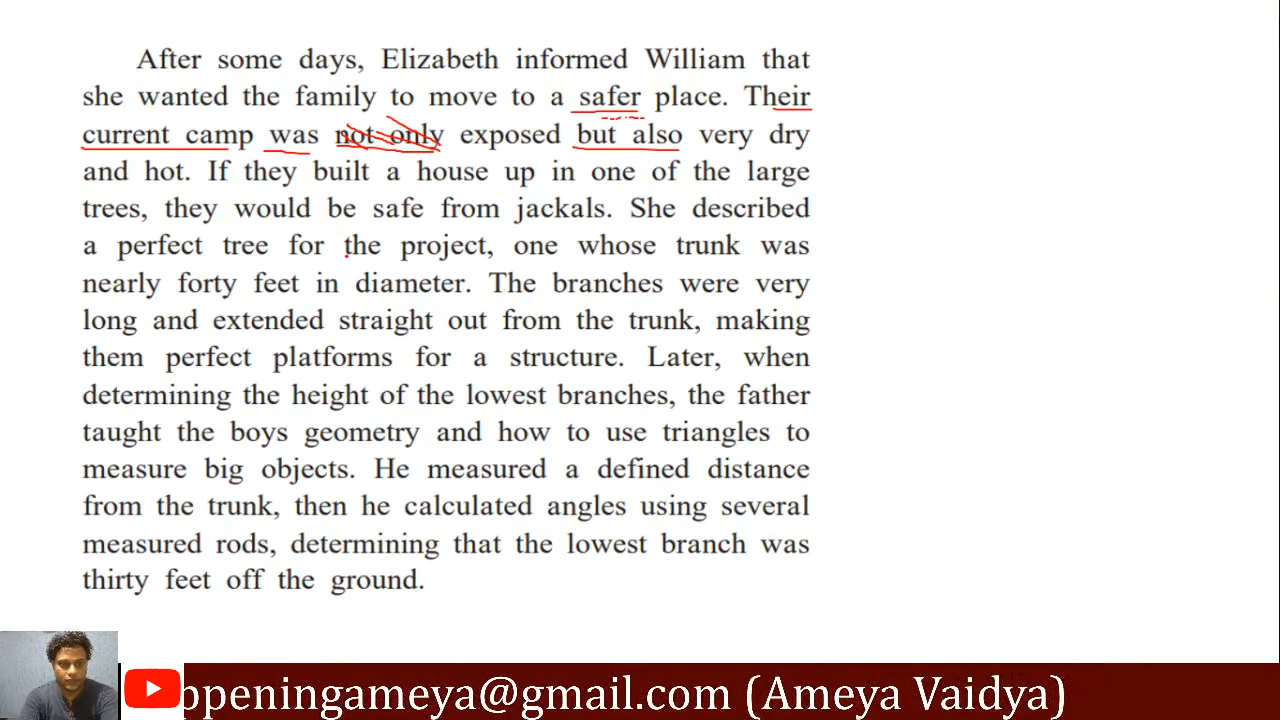 After some days, Elizabeth informed William that
she wanted the family to move to a safer place. Their
current camp was not only exposed but also very dry
and hot. If they built a house up in one of the large
trees, they would be safe from jackals. She described
a perfect tree for the project, one whose trunk was
nearly forty feet in diameter. The branches were very
long and extended straight out from the trunk, making
them perfect platforms for a structure. Later, when
determining the height of the lowest branches, the father
taught the boys geometry and how to use triangles to
measure big objects. He measured a defined distance
from the trunk, then he calculated angles using several
measured rods, determining that the lowest branch was
thirty feet off the ground.
ppeningameya@gmail.com (Ameya Vaidya)